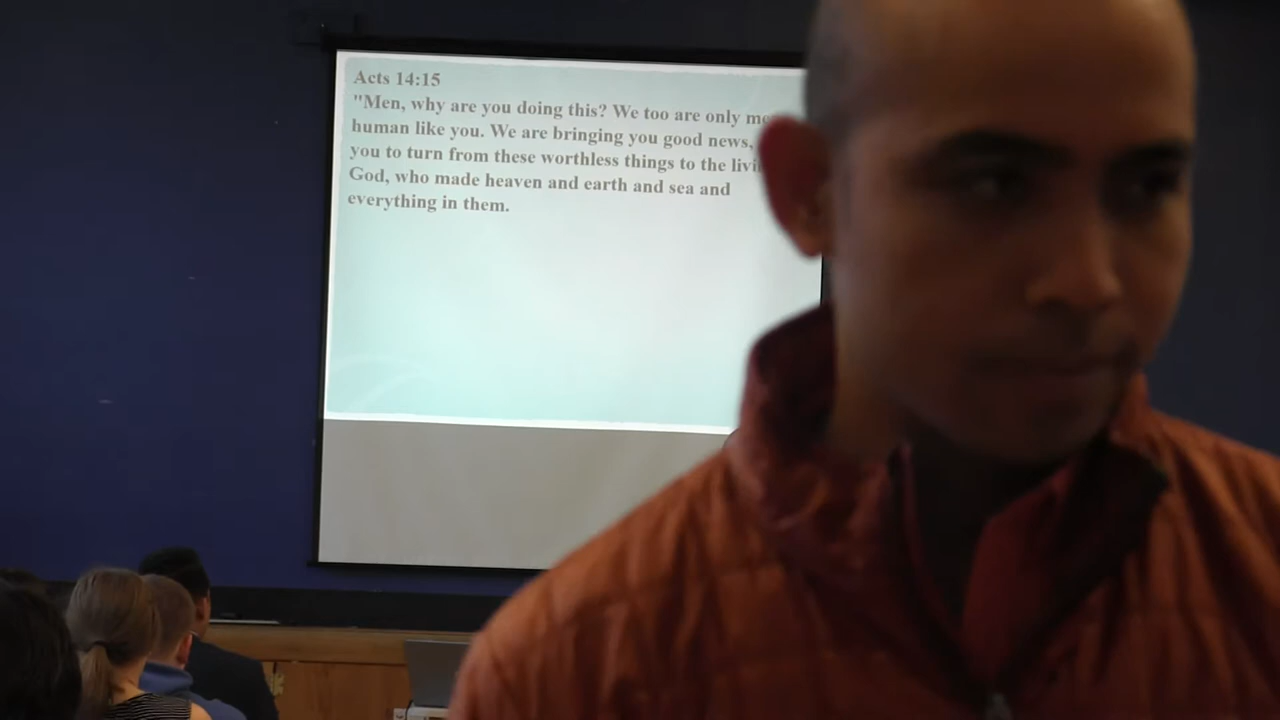 Acts 14:15
"Men, why are you doing this? We too are only
human like you. We are bringing you good news,
you to turn from these worthless things to the
God, who made heaven and earth and sea and
everything in them.